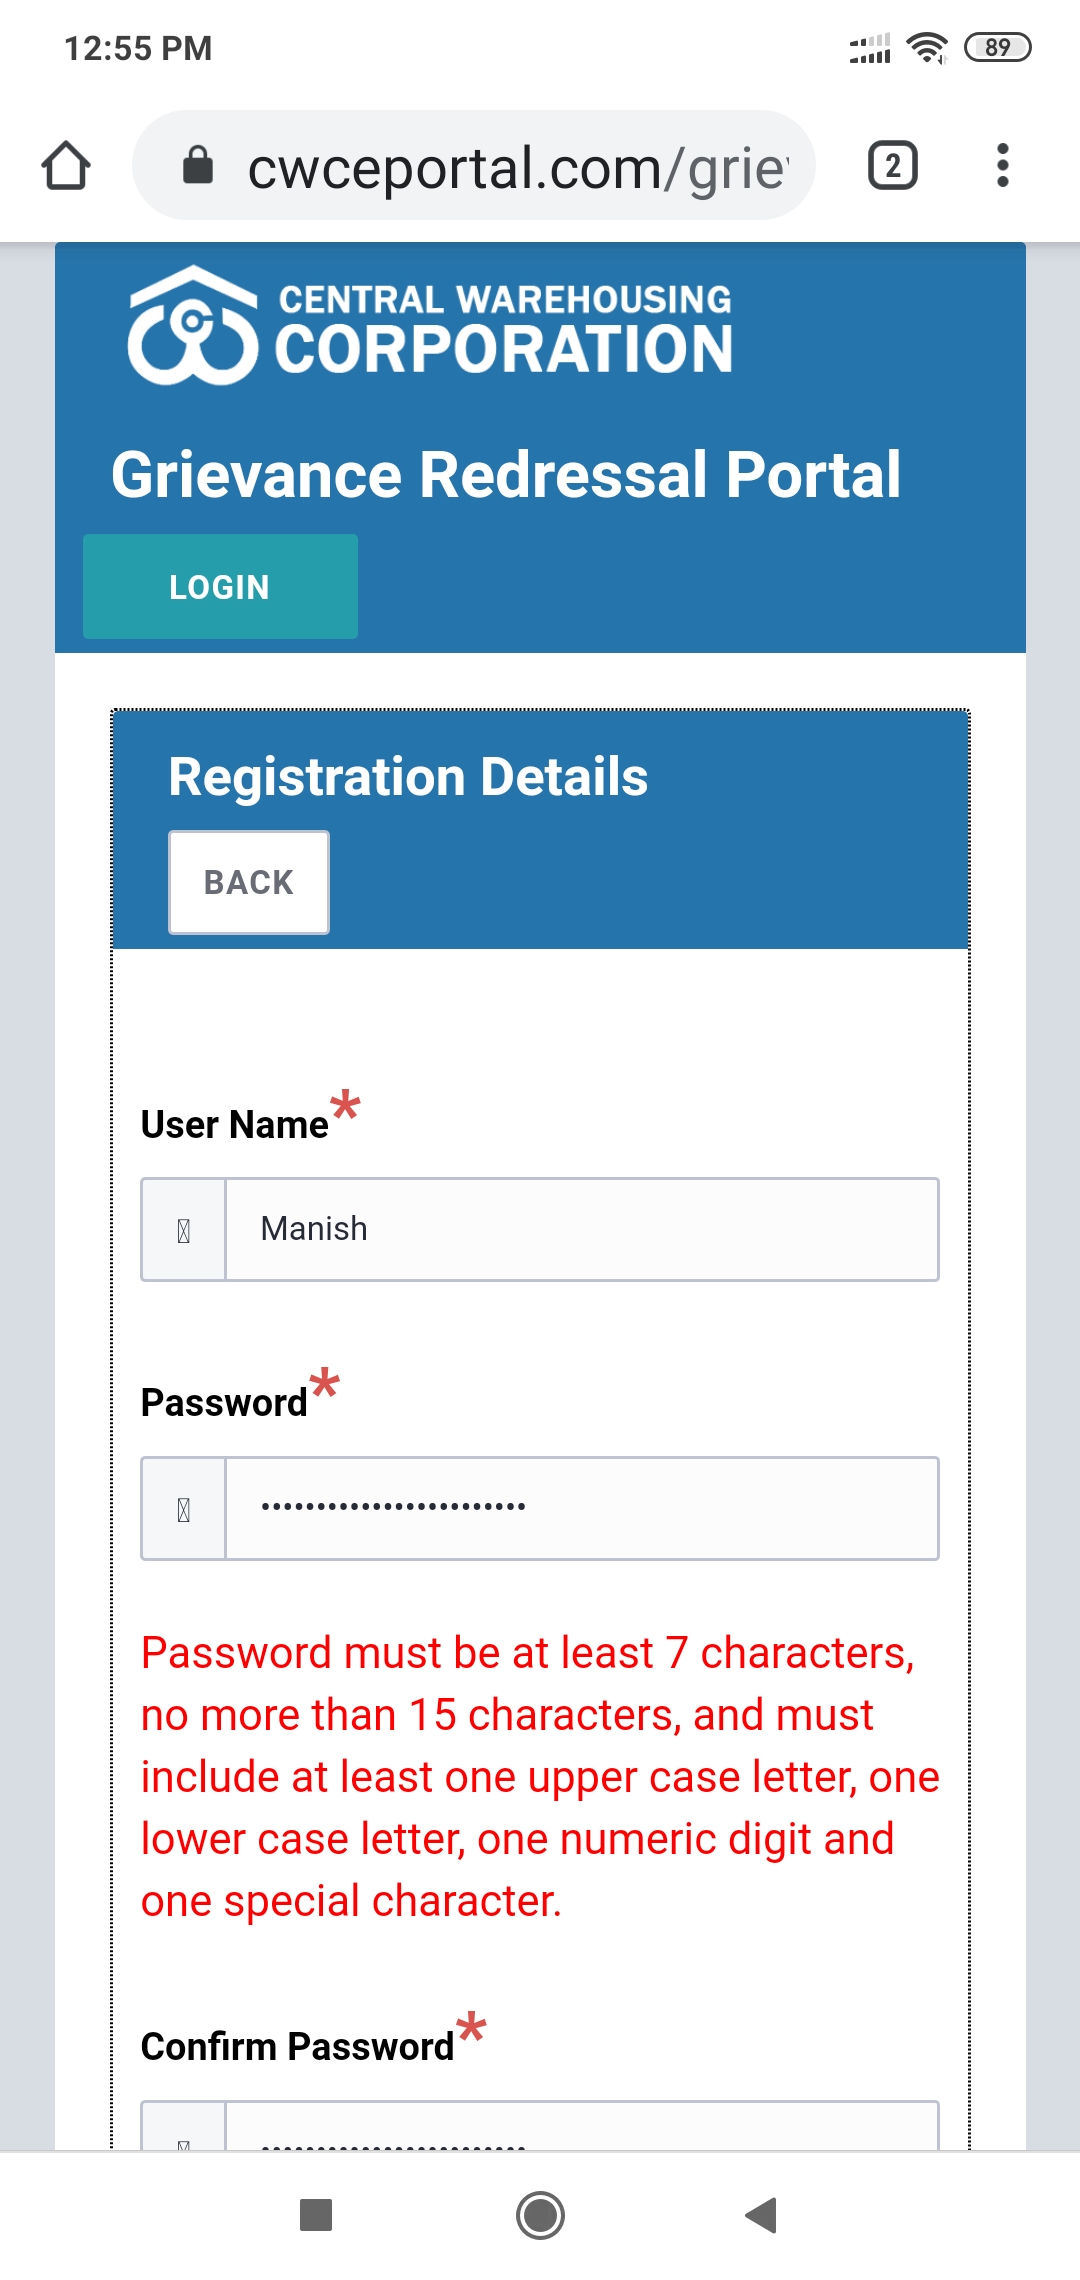 12:55 PM
89
cwceportal.com/grie
2
CENTRAL WAREHOUSING
CORPORATION
Grievance Redressal Portal
LOGIN
Registration Details
BACK
User Name*
Manish
Password*
••••••••••••••••••••••••
Password must be at least 7 characters,
no more than 15 characters, and must
include at least one upper case letter, one
lower case letter, one numeric digit and
one special character.
Confirm Password*